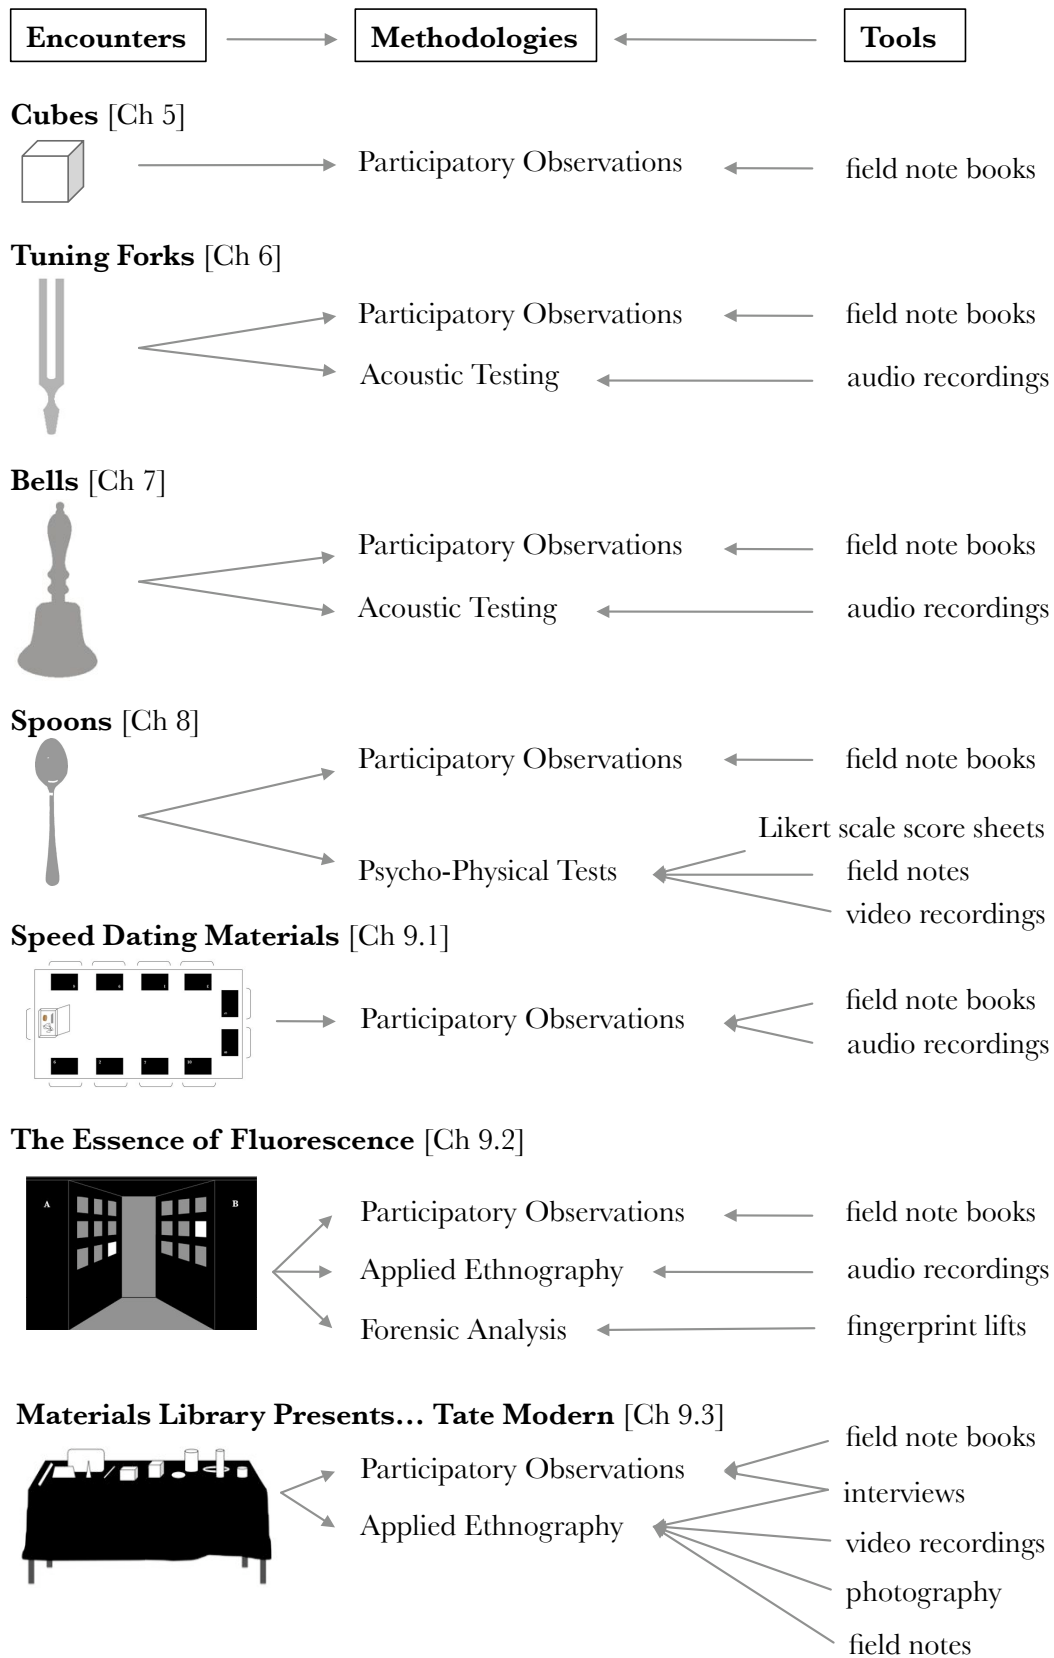 Encounters Methodologies Tools
Cubes [Ch 5]
Participatory Observations field note books
Tuning Forks [Ch 6]
Participatory Observations field note books
Acoustic Testing audio recordings
Bells [Ch 7]
Participatory Observations field note books
Acoustic Testing audio recordings
Spoons [Ch 8]
Participatory Observations field note books
Likert scale score sheets
Psycho-Physical Tests field notes
video recordings
Speed Dating Materials [Ch 9.1]
field note books
Participatory Observations
audio recordings
The Essence of Fluorescence [Ch 9.2]
A B
Participatory Observations field note books
Applied Ethnography audio recordings
Forensic Analysis fingerprint lifts
Materials Library Presents... Tate Modern [Ch 9.3]
field note books
Participatory Observations
interviews
Applied Ethnography
video recordings
photography
field notes